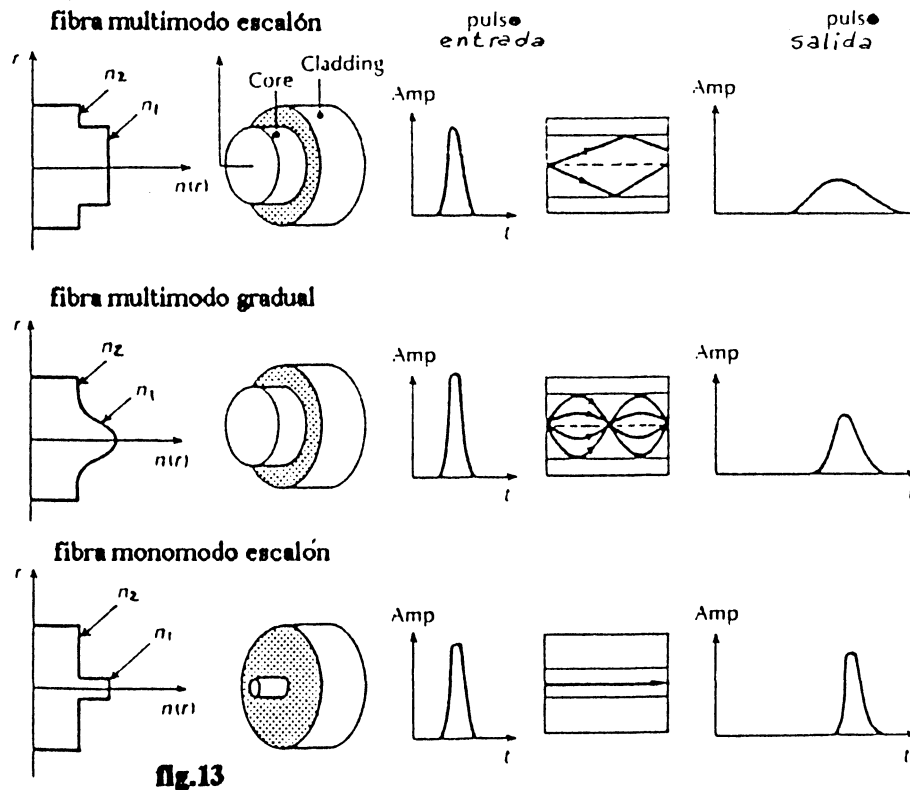 fibra multimodo escalón
pulso
entrada
pulso
salida
r
n2
n1
n(r)
Core
Cladding
Amp
t
fibra multimodo gradual
r
n2
n1
n(r)
Amp
t
Amp
t
fibra monomodo escalón
r
n2
n1
n(r)
Amp
t
Amp
t
fig.13